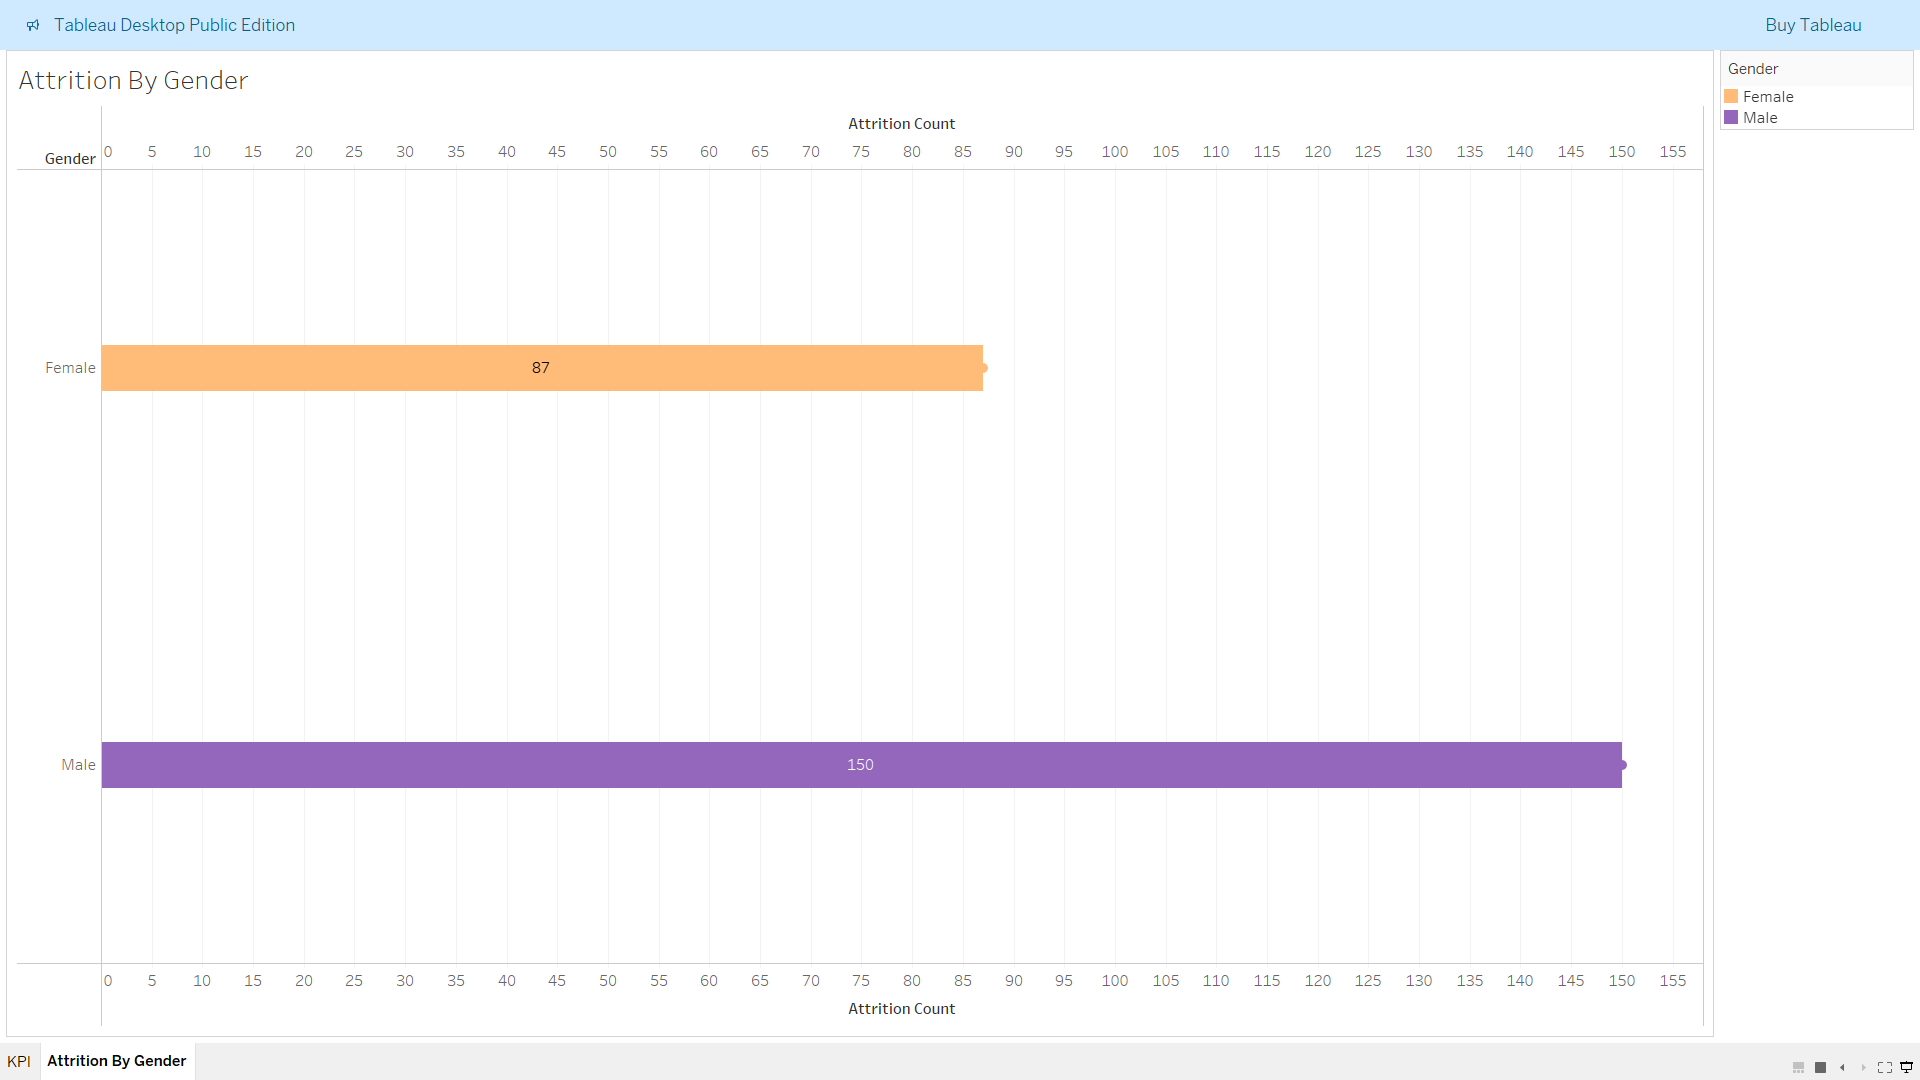 Tableau Desktop Public Edition
Buy Tableau
Attrition By Gender
Gender
Female
Male
Attrition Count
Gender
0 5 10 15 20 25 30 35 40 45 50 55 60 65 70 75 80 85 90 95 100 105 110 115 120 125 130 135 140 145 150 155
Female
87
Male
150
0 5 10 15 20 25 30 35 40 45 50 55 60 65 70 75 80 85 90 95 100 105 110 115 120 125 130 135 140 145 150 155
Attrition Count
KPI
Attrition By Gender